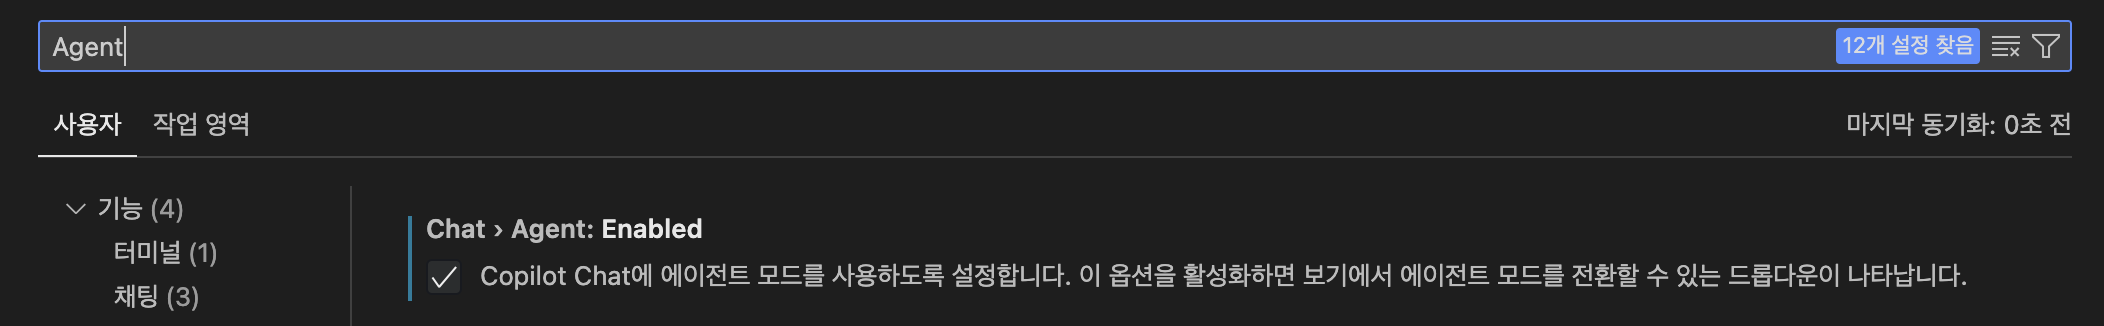 Agent
12개 설정 찾음
사용자 작업 영역
마지막 동기화: 0초 전
기능 (4)
터미널 (1)
채팅 (3)
Chat › Agent: Enabled
Copilot Chat에 에이전트 모드를 사용하도록 설정합니다. 이 옵션을 활성화하면 보기에서 에이전트 모드를 전환할 수 있는 드롭다운이 나타납니다.